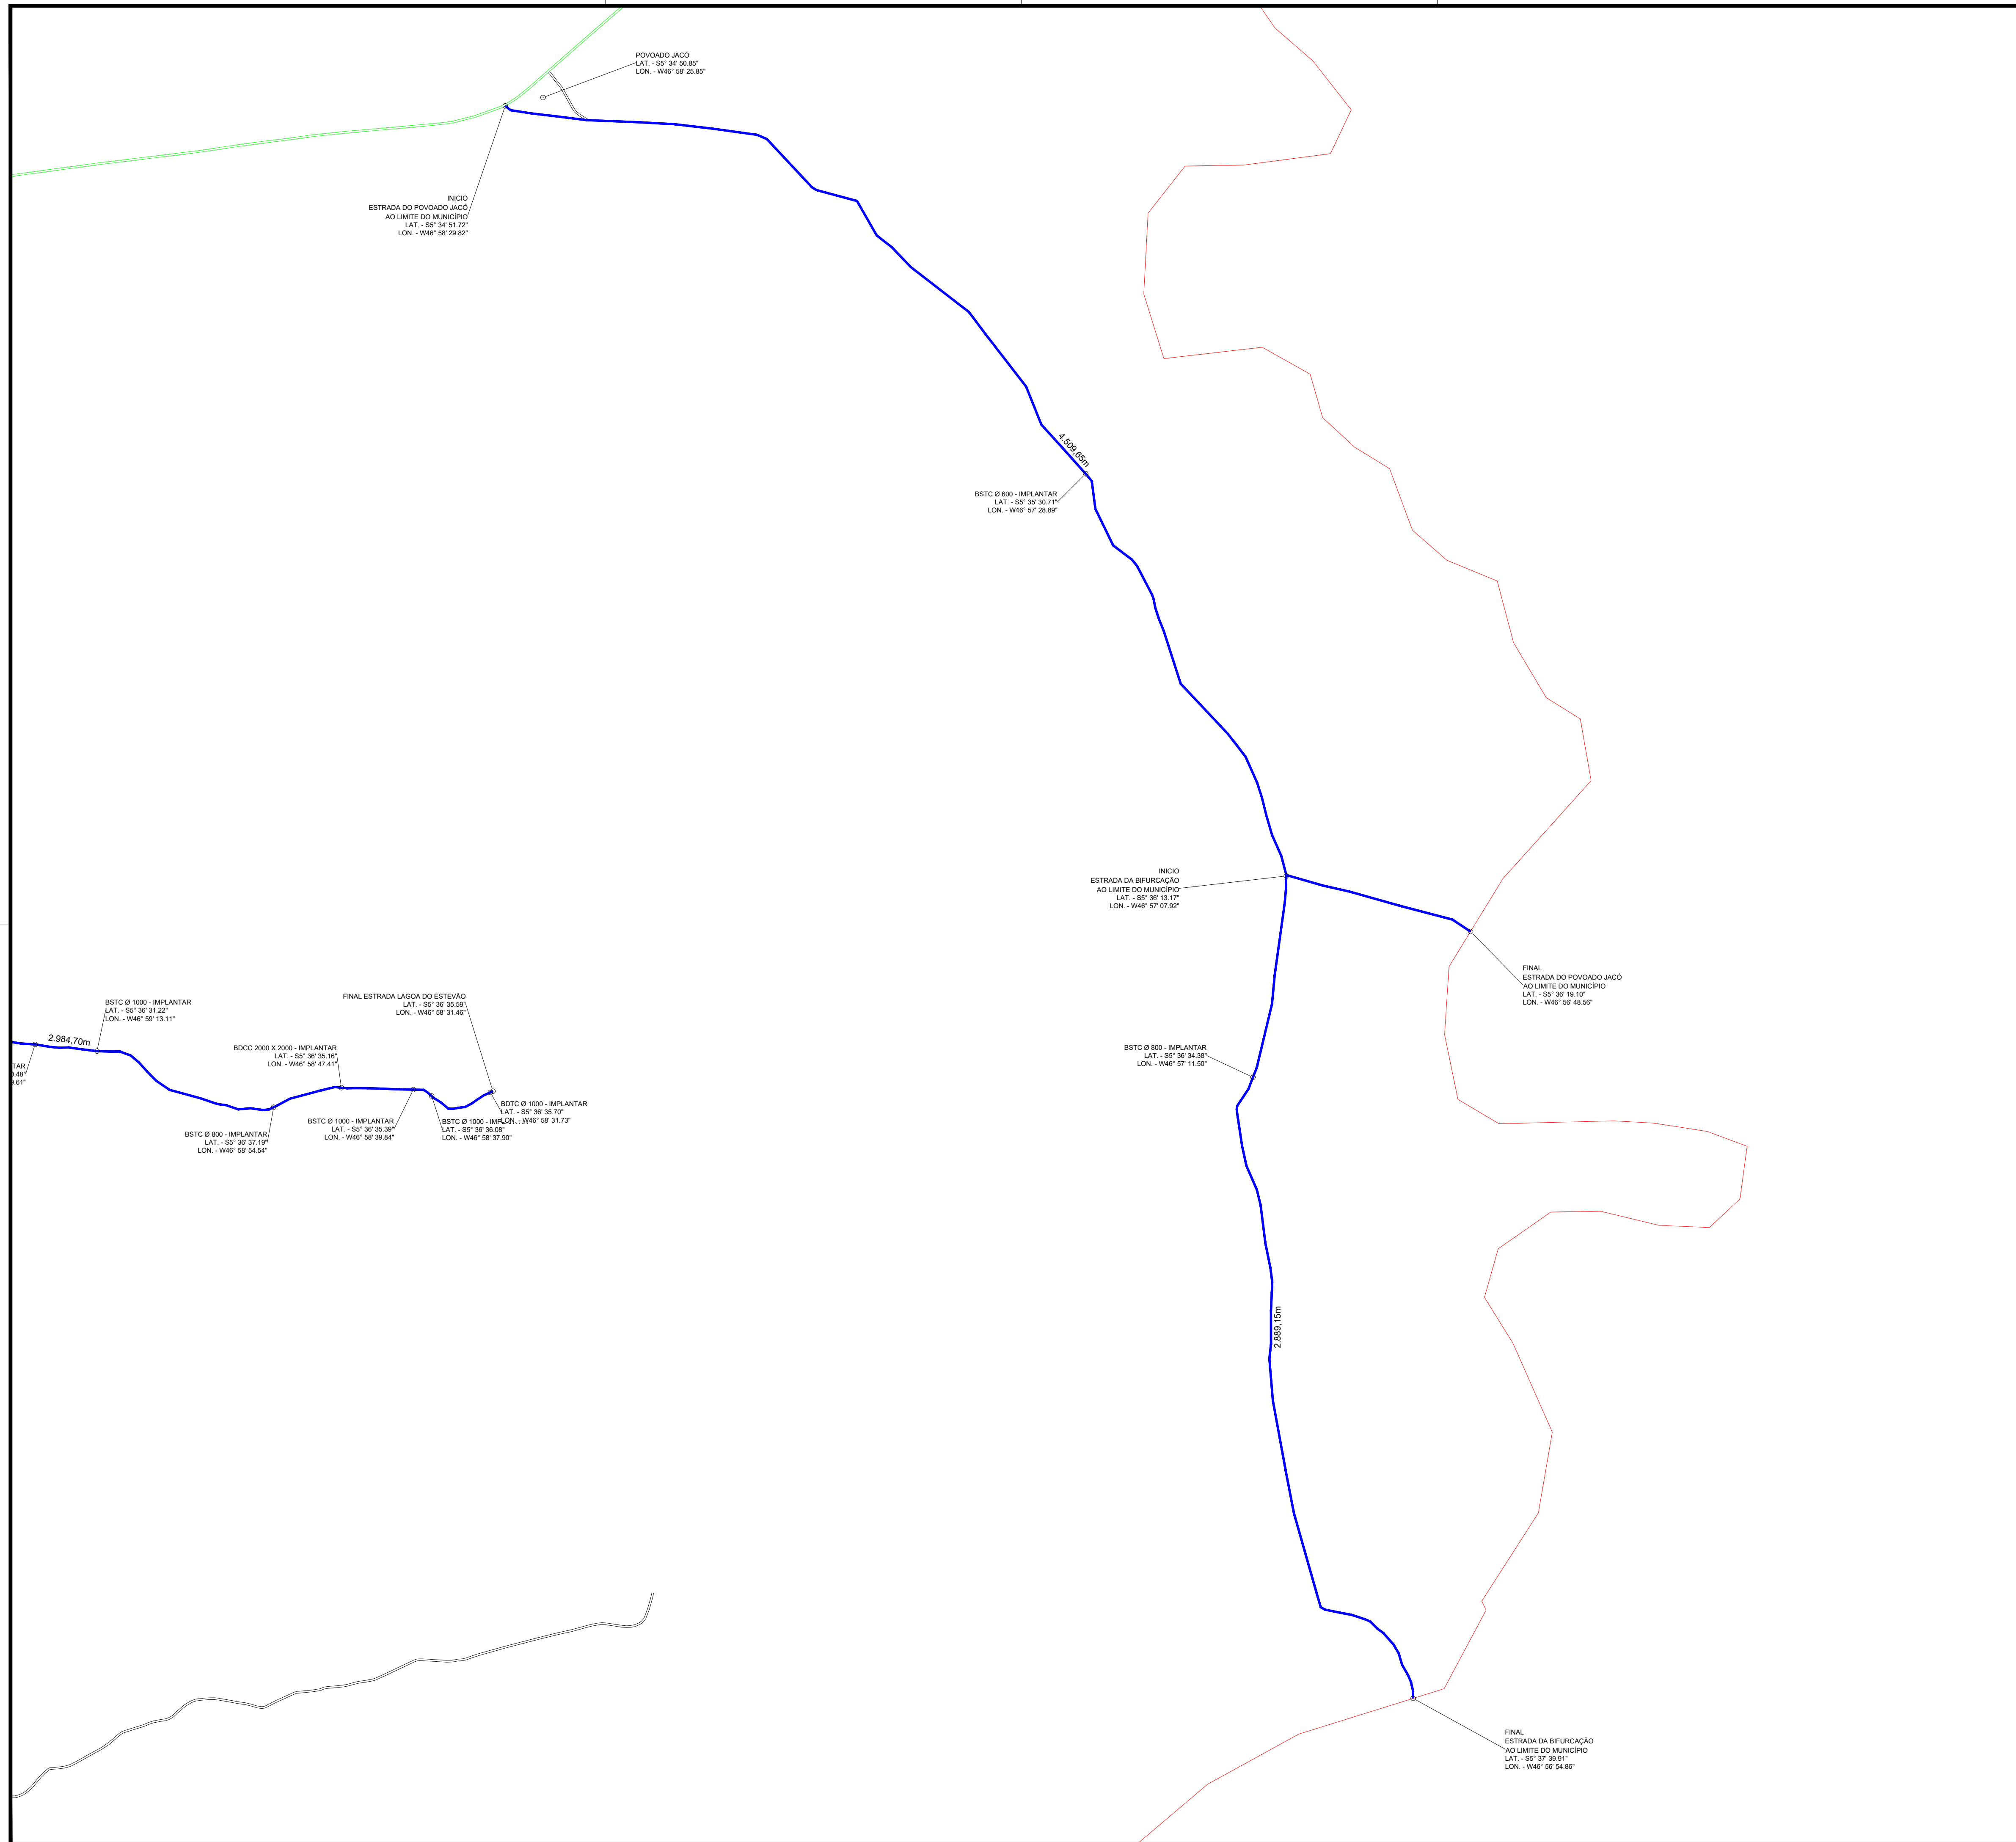 POVOADO JACÓ
LAT. - S5° 34' 50.85"
LON. - W46° 58' 25.85"
INICIO
ESTRADA DO POVOADO JACÓ
AO LIMITE DO MUNICÍPIO
LAT. - S5° 34' 51.72"
LON. - W46° 58' 29.82"
4.509,65m
BSTC Ø 600 - IMPLANTAR
LAT. - S5° 35' 30.71"
LON. - W46° 57' 28.89"
INICIO
ESTRADA DA BIFURCAÇÃO
AO LIMITE DO MUNICÍPIO
LAT. - S5° 36' 13.17"
LON. - W46° 57' 07.92"
FINAL
ESTRADA DO POVOADO JACÓ
AO LIMITE DO MUNICÍPIO
LAT. - S5° 36' 19.10"
LON. - W46° 56' 48.56"
BSTC Ø 1000 - IMPLANTAR
LAT. - S5° 36' 31.22"
LON. - W46° 59' 13.11"
FINAL ESTRADA LAGOA DO ESTEVÃO
LAT. - S5° 36' 35.59"
LON. - W46° 58' 31.46"
2.984,70m
TAR
.48"
.61"
BDCC 2000 X 2000 - IMPLANTAR
LAT. - S5° 36' 35.16"
LON. - W46° 58' 47.41"
BSTC Ø 800 - IMPLANTAR
LAT. - S5° 36' 34.38"
LON. - W46° 57' 11.50"
BDTC Ø 1000 - IMPLANTAR
LAT. - S5° 36' 35.70"
LON. - W46° 58' 31.73"
BSTC Ø 1000 - IMPLANTAR
LAT. - S5° 36' 35.39"
LON. - W46° 58' 39.84"
BSTC Ø 1000 -
LAT. - S5° 36' 36.08"
LON. - W46° 58' 37.90"
BSTC Ø 800 - IMPLANTAR
LAT. - S5° 36' 37.19"
LON. - W46° 58' 54.54"
2.889,15m
FINAL
ESTRADA DA BIFURCAÇÃO
AO LIMITE DO MUNICÍPIO
LAT. - S5° 37' 39.91"
LON. - W46° 56' 54.86"